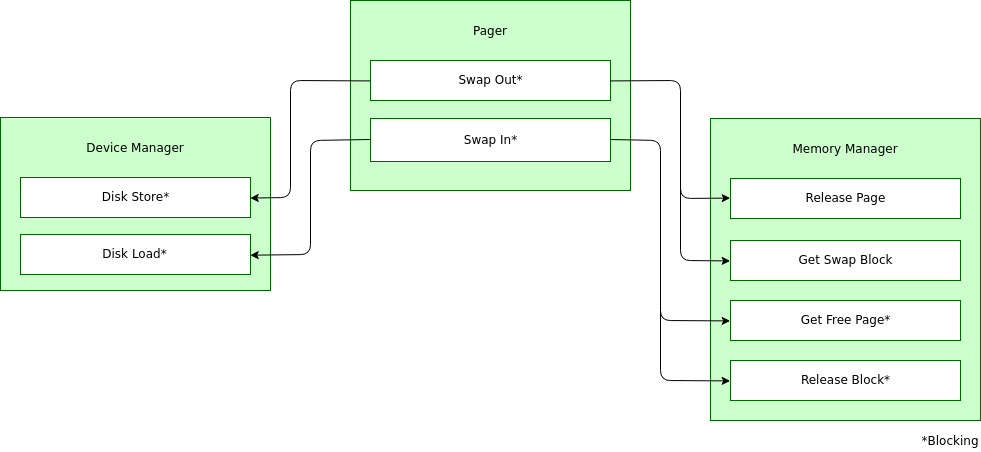 Pager
Swap Out*
Swap In*
Device Manager
Disk Store*
Disk Load*
Memory Manager
Release Page
Get Swap Block
Get Free Page*
Release Block*
*Blocking